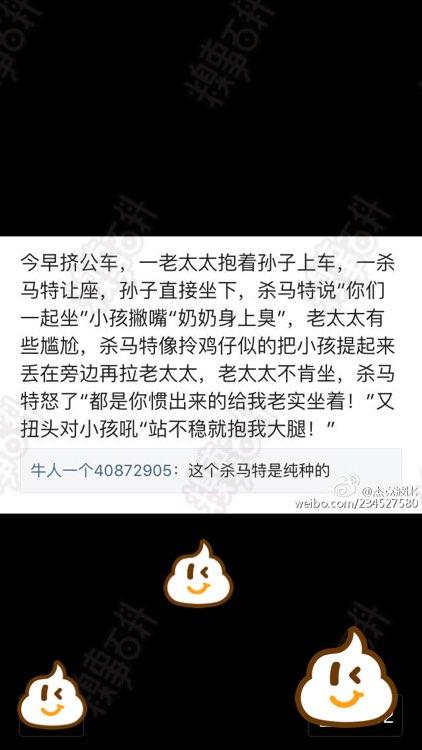 今早挤公车，一老太太抱着孙子上车，一杀
马特让座，孙子直接坐下，杀马特说“你们
一起坐”小孩撇嘴“奶奶身上臭”，老太太有
些尴尬，杀马特像拎鸡仔似的把小孩提起来
丢在旁边再拉老太太，老太太不肯坐，杀马
特怒了“都是你惯出来的给我老实坐着！”又
扭头对小孩吼“站不稳就抱我大腿！”
牛人一个40872905：这个杀马特是纯种的
weibo.com/234527580
糗事百科